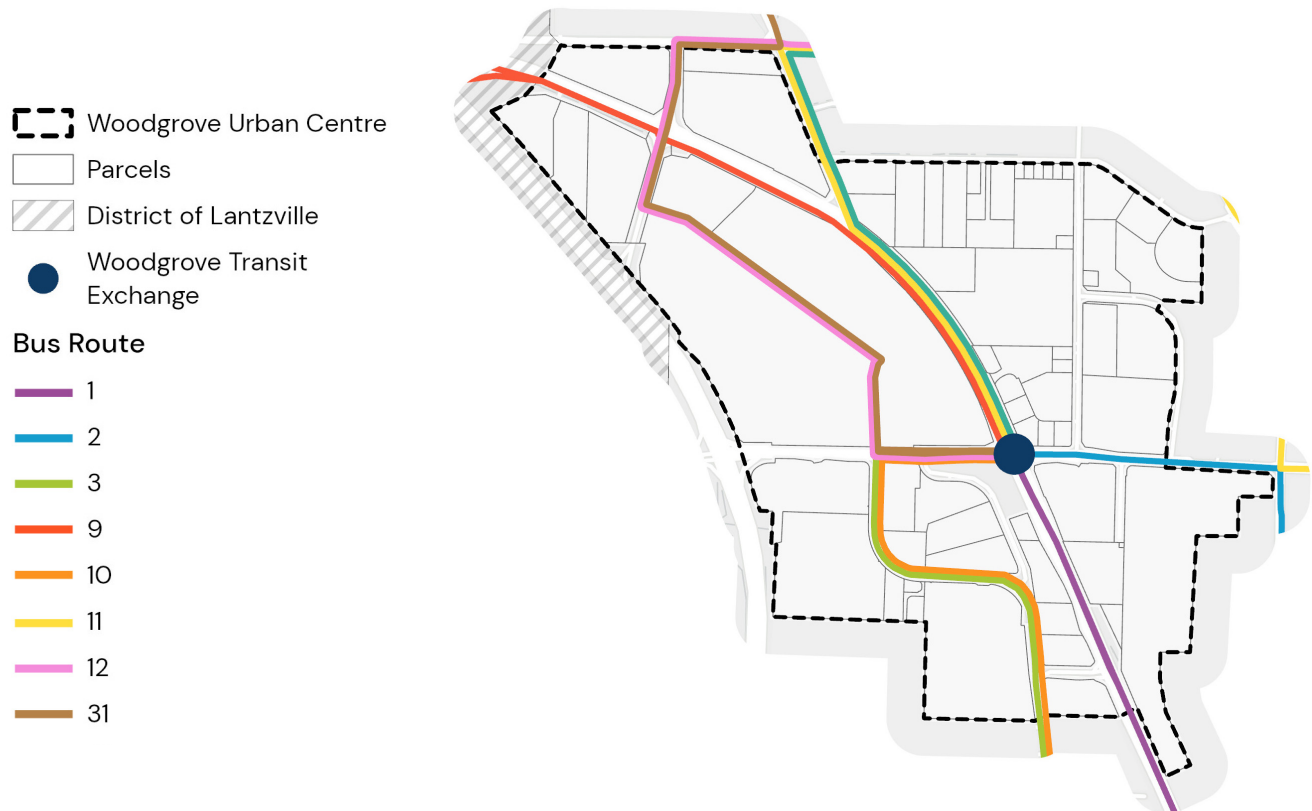 Woodgrove Urban Centre
Parcels
District of Lantzville
Woodgrove Transit
Exchange
Bus Route
1
2
3
9
10
11
12
31